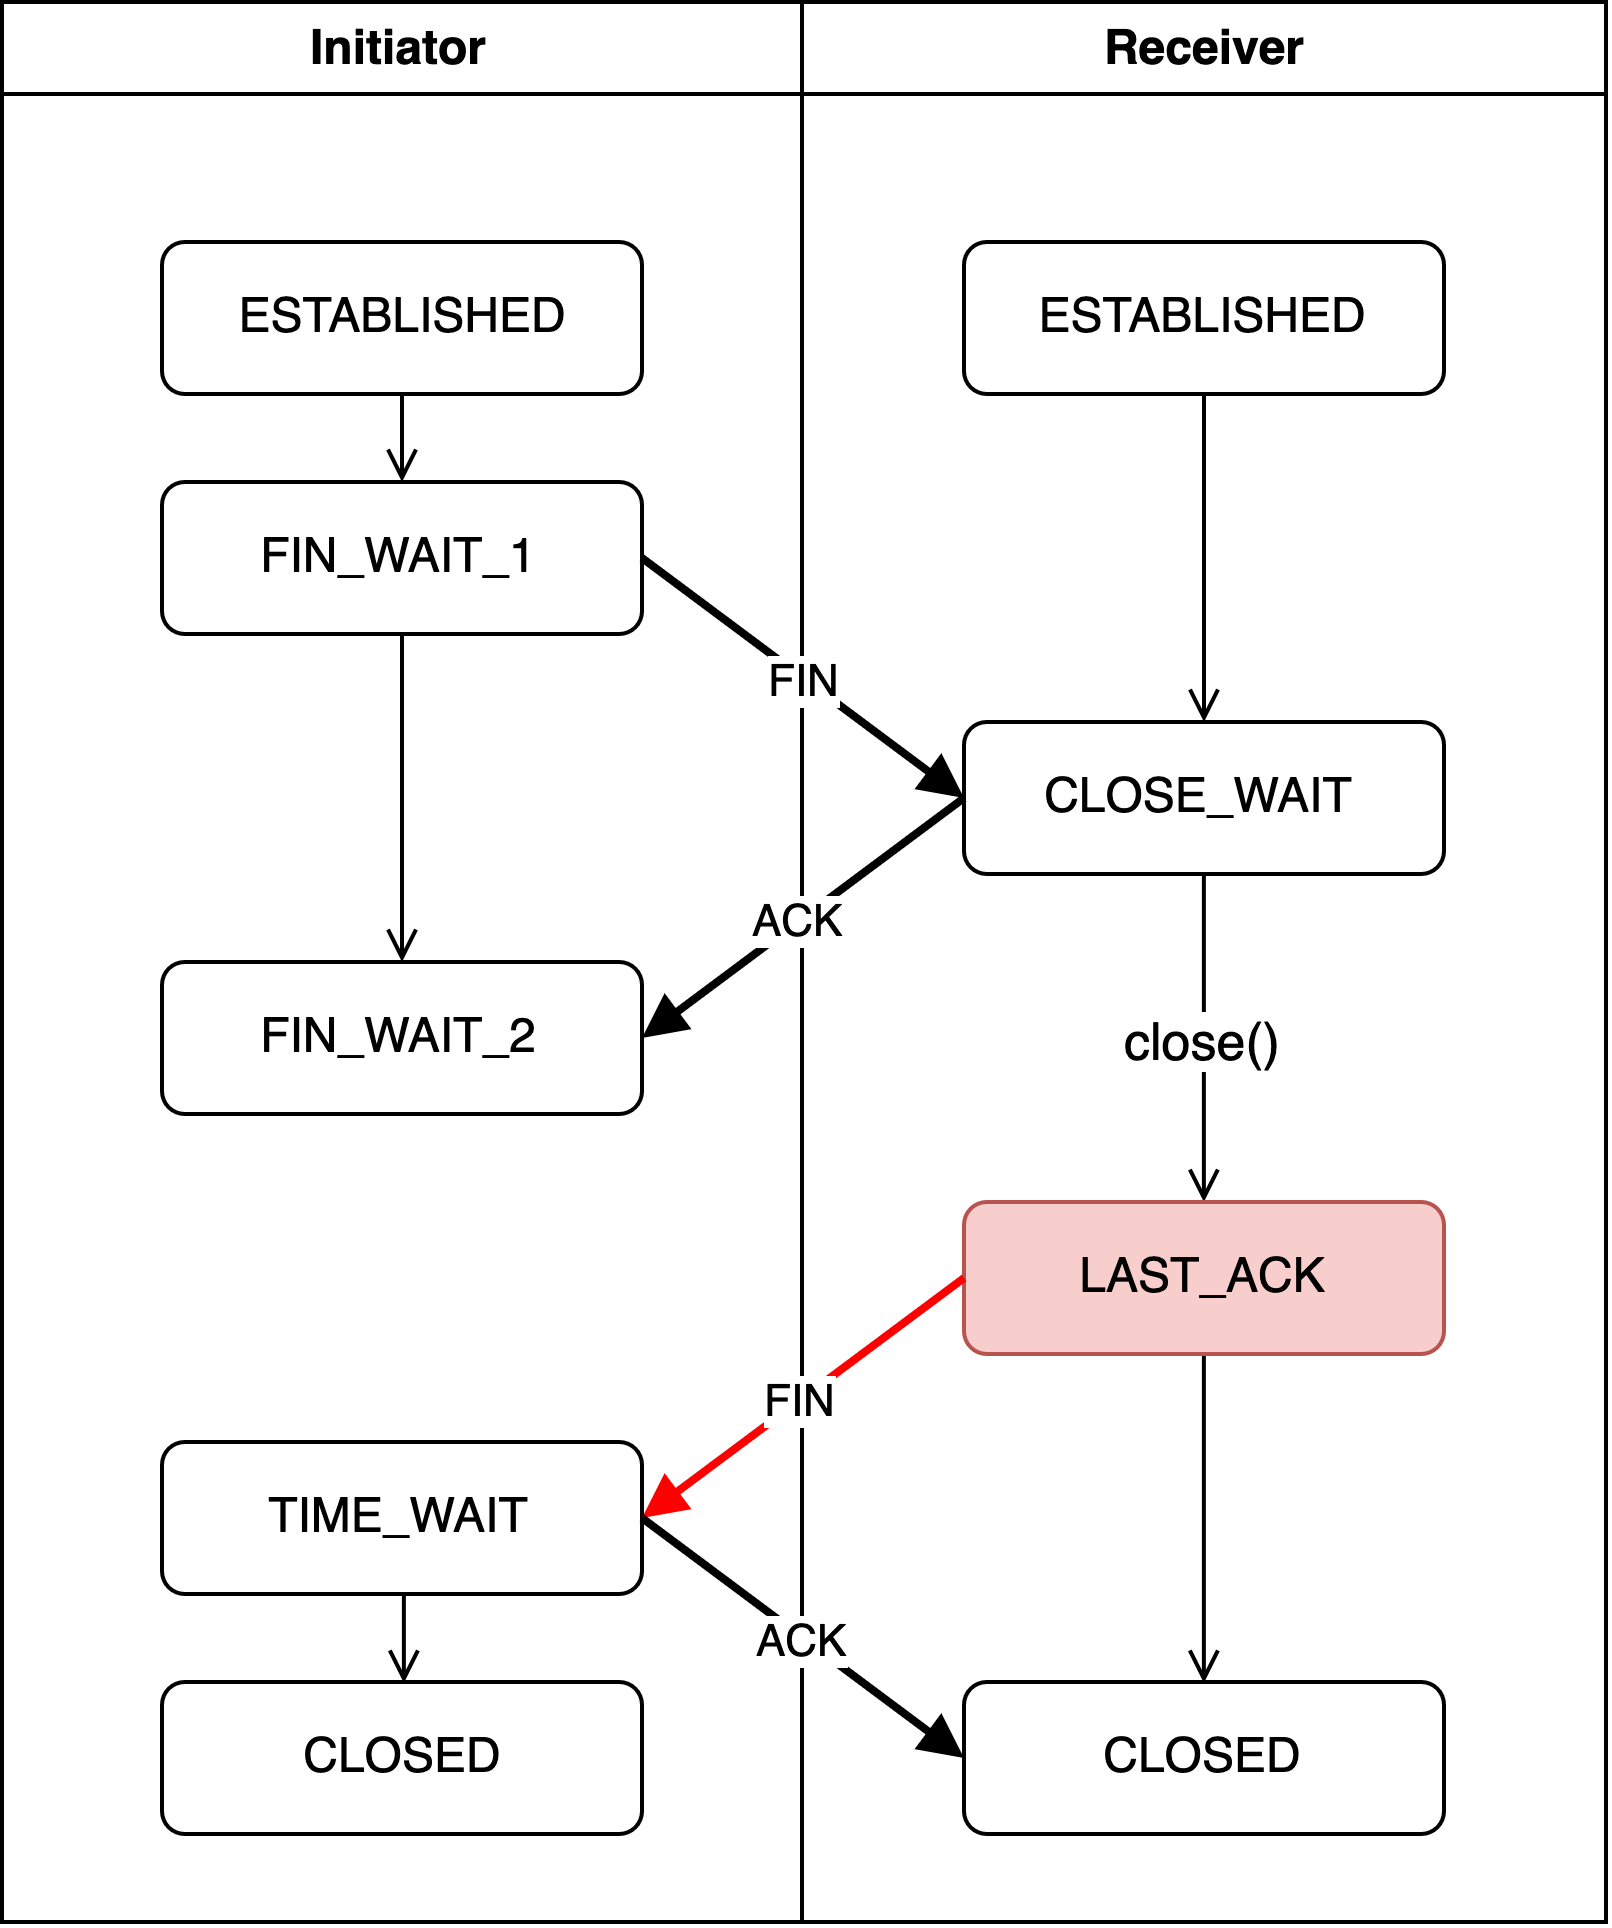 Initiator
Receiver
ESTABLISHED
ESTABLISHED
FIN_WAIT_1
FIN
CLOSE_WAIT
ACK
FIN_WAIT_2
close()
LAST_ACK
FIN
TIME_WAIT
ACK
CLOSED
CLOSED